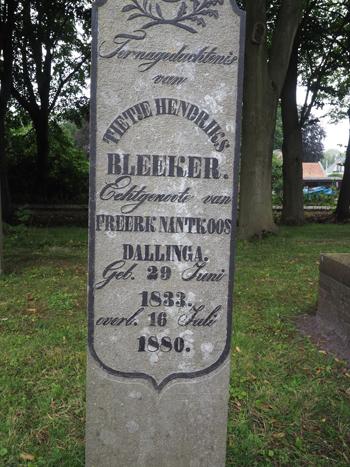 Ter nagedachtenis
van
TIETJE HENDRIKS
BLEEKER.
Echtgenoote van
FREERK NANTKOOS
DALLINGA.
Geb. 29 Juni
1833.
overl. 16 Juli
1880.